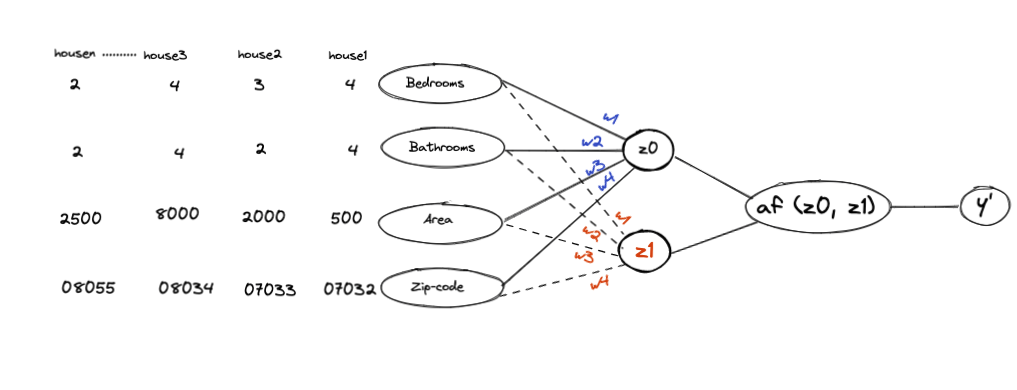 housen .......... house3 house2 house1
2 4 3 4 Bedrooms
w1
2 4 2 4 Bathrooms w2 z0
w3
w4
2500 8000 2000 500 Area w1
af (z0, z1) y'
w2
w3 z1
08055 08034 07033 07032 Zip-code w4